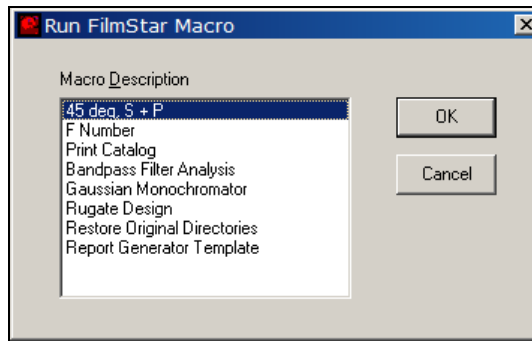 Run FilmStar Macro
Macro Description
45 deg, S + P
F Number
Print Catalog
Bandpass Filter Analysis
Gaussian Monochromator
Rugate Design
Restore Original Directories
Report Generator Template
OK
Cancel